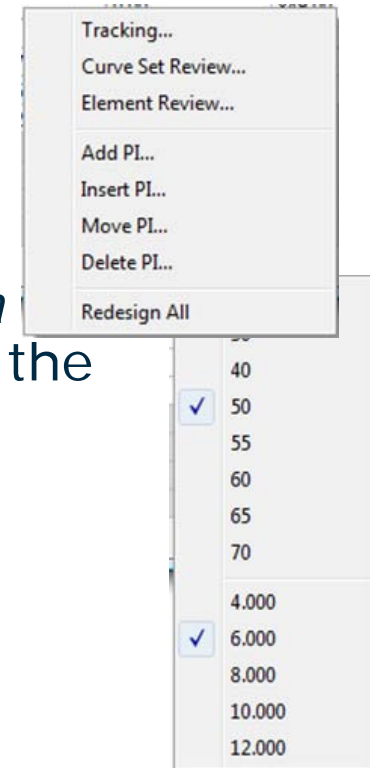 Tracking...
Curve Set Review...
Element Review...
Add PI...
Insert PI...
Move PI...
Delete PI...
Redesign All
n
the
40
50
55
60
65
70
4.000
6.000
8.000
10.000
12.000